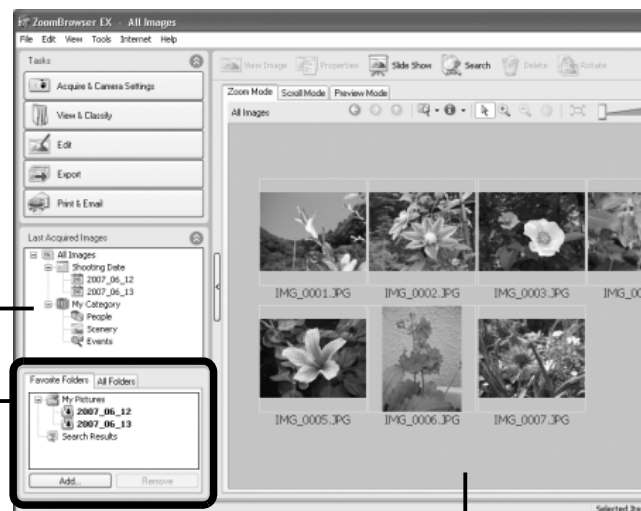 ZoomBrowser EX - All Images
File Edit View Tools Internet Help
Tasks
Acquire & Camera Settings
View & Classify
Edit
Export
Print & Email
Last Acquired Images
All Images
Shooting Date
2007_06_12
2007_06_13
My Category
People
Scenery
Events
Favorite Folders All Folders
My Pictures
2007_06_12
2007_06_13
Search Results
Add... Remove
View Image Properties Slide Show Search Delete Rotate
Zoom Mode Scroll Mode Preview Mode
All Images
IMG_0001.JPG IMG_0002.JPG IMG_0003.JPG IMG_00
IMG_0005.JPG IMG_0006.JPG IMG_0007.JPG
Selected